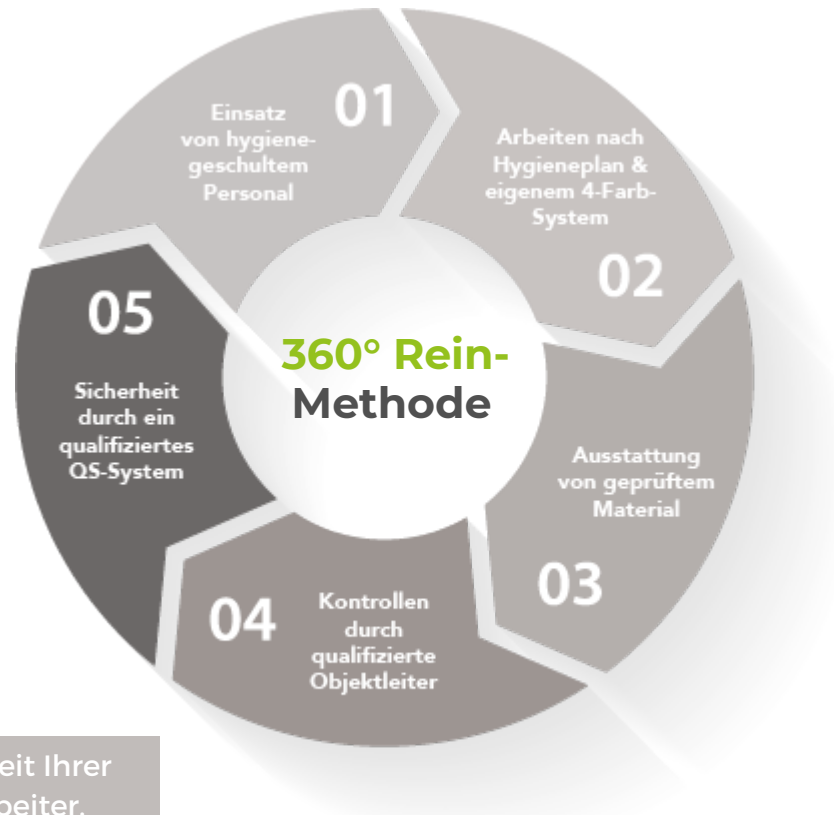 01
Einsatz
von hygiene-
geschultem
Personal
Arbeiten nach
Hygieneplan &
eigenem 4-Farb-
System
02
Ausstattung
von geprüftem
Material
03
04
Kontrollen
durch
qualifizierte
Objektleiter
05
Sicherheit
durch ein
qualifiziertes
QS-System
360° Rein-
Methode
Ihrer